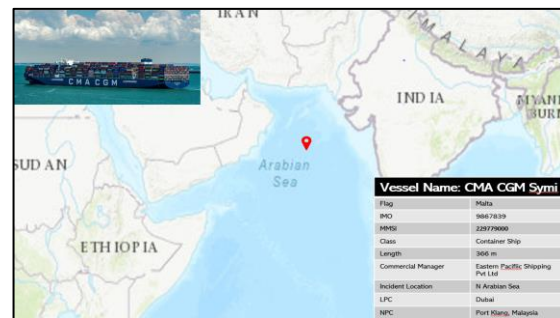 IRAN
HIMALAYA
CMA CGM
INDIA
MYANM
BURM
SUDAN
Arabian
Sea
ETHIOPIA
Vessel Name: CMA CGM Symi
Flag Malta
IMO 9867839
MMSI 229779000
Class Container Ship
Length 366 m
Commercial Manager Eastern Pacific Shipping
Pvt Ltd
Incident Location N Arabian Sea
LPC Dubai
NPC Port Klang, Malaysia